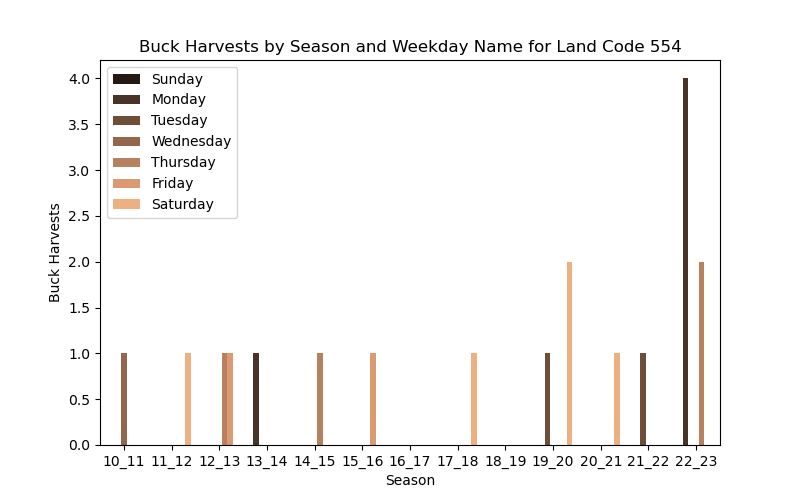 Buck Harvests by Season and Weekday Name for Land Code 554
Sunday
Monday
Tuesday
Wednesday
Thursday
Friday
Saturday
4.0
3.5
3.0
2.5
2.0
1.5
1.0
0.5
0.0
Buck Harvests
10_11 11_12 12_13 13_14 14_15 15_16 16_17 17_18 18_19 19_20 20_21 21_22 22_23
Season